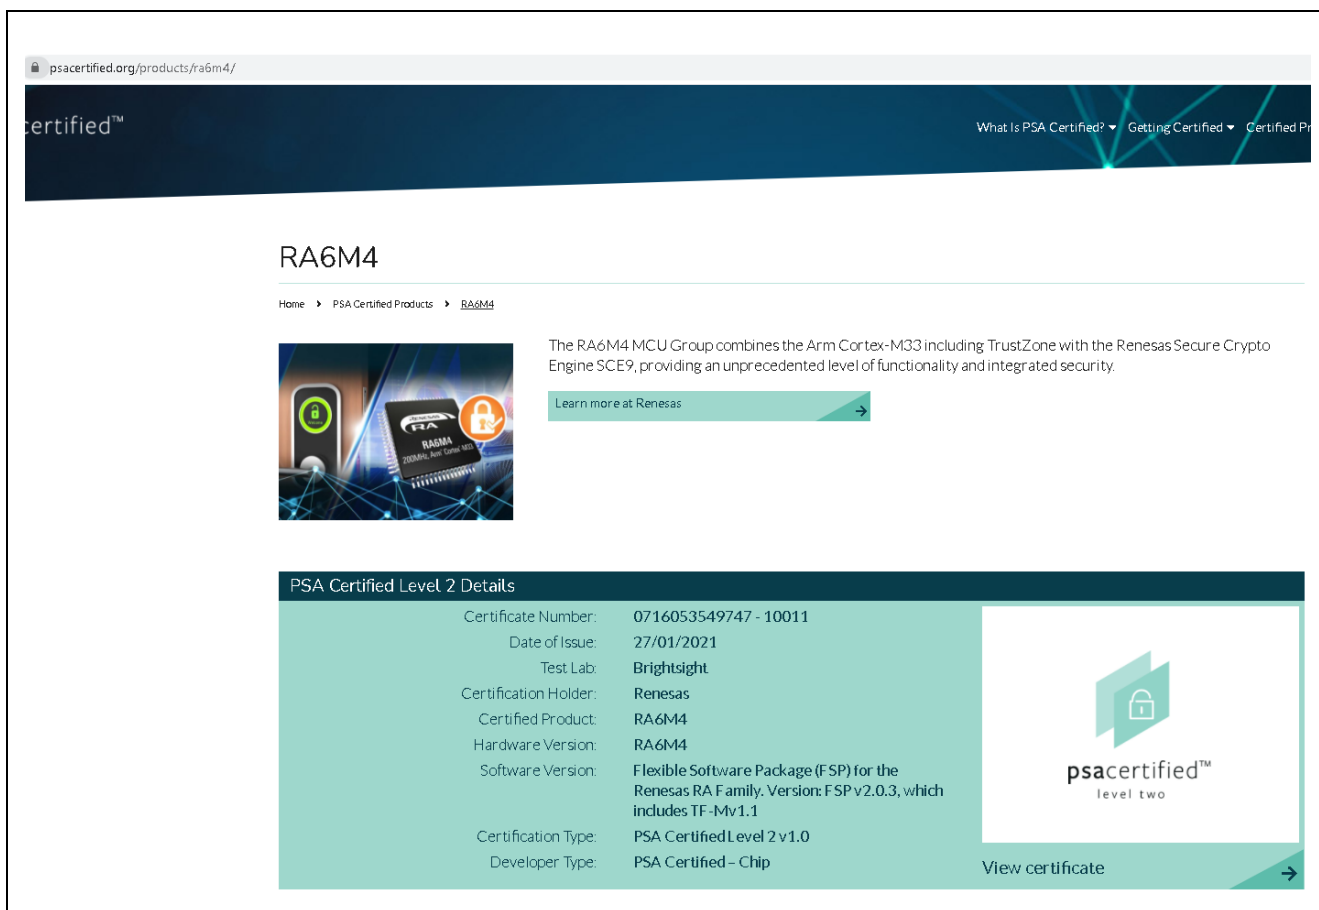 psacertified.org/products/ra6m4/
certified™
What Is PSA Certified? Getting Certified Certified Pr
RA6M4
Home > PSA Certified Products > RA6M4
The RA6M4 MCU Group combines the Arm Cortex-M33 including TrustZone with the Renesas Secure Crypto
Engine SCE9, providing an unprecedented level of functionality and integrated security.
Learn more at Renesas
RENESAS
RA
RA6M4
200MHz, Arm® Cortex®-M33
PSA Certified Level 2 Details
Certificate Number: 0716053549747 - 10011
Date of Issue: 27/01/2021
Test Lab: Brightsight
Certification Holder: Renesas
Certified Product: RA6M4
Hardware Version: RA6M4
Software Version: Flexible Software Package (FSP) for the
Renesas RA Family. Version: FSP v2.0.3, which
includes TF-Mv1.1
Certification Type: PSA Certified Level 2 v1.0
Developer Type: PSA Certified – Chip
psacertified™
level two
View certificate